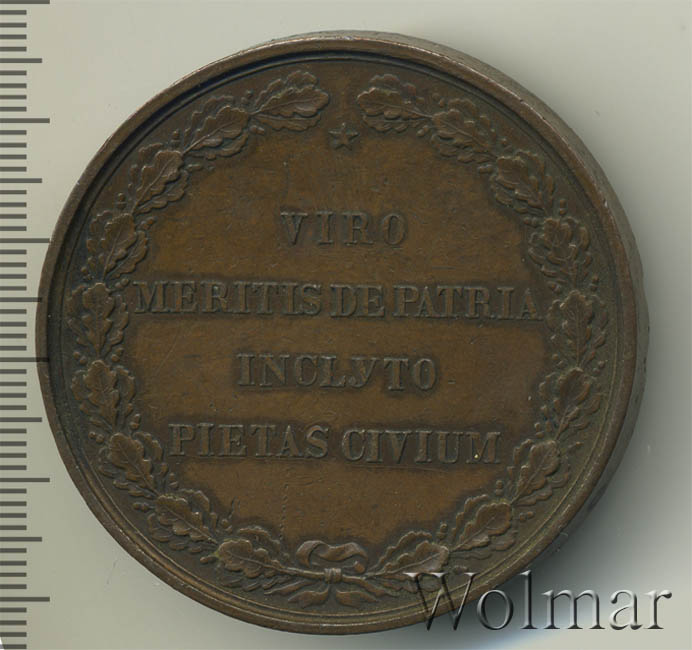 VIRO
MERITIS DE PATRIA
INCLYTO
PIETAS CIVIUM
Wolmar